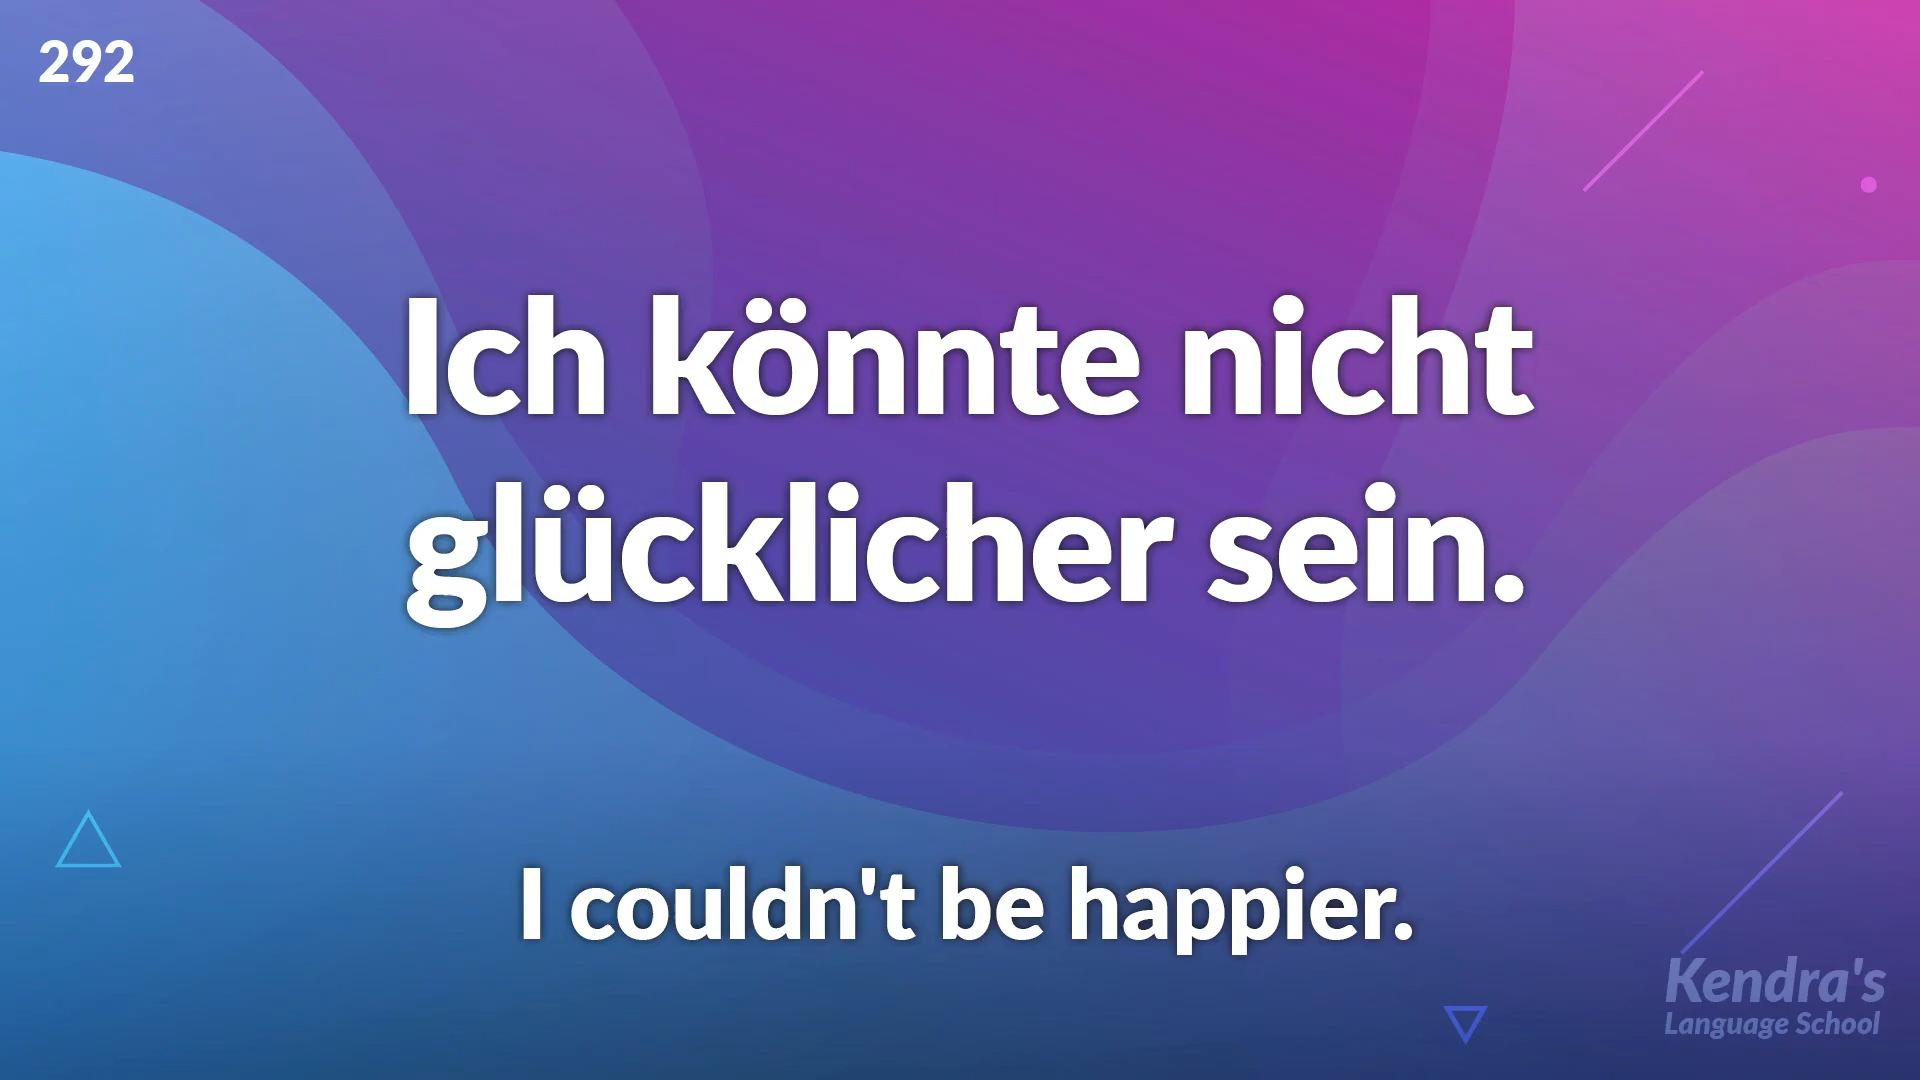 292
Ich könnte nicht
glücklicher sein.
I couldn't be happier.
Kendra's
Language School